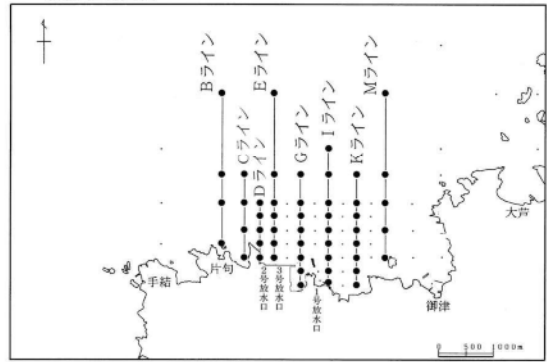 Bライン
Cライン
Dライン
Eライン
Gライン
Iライン
Kライン
Mライン
大芦
手結
片句
2号放水口
3号放水口
1号放水口
御津
0 500 1000m